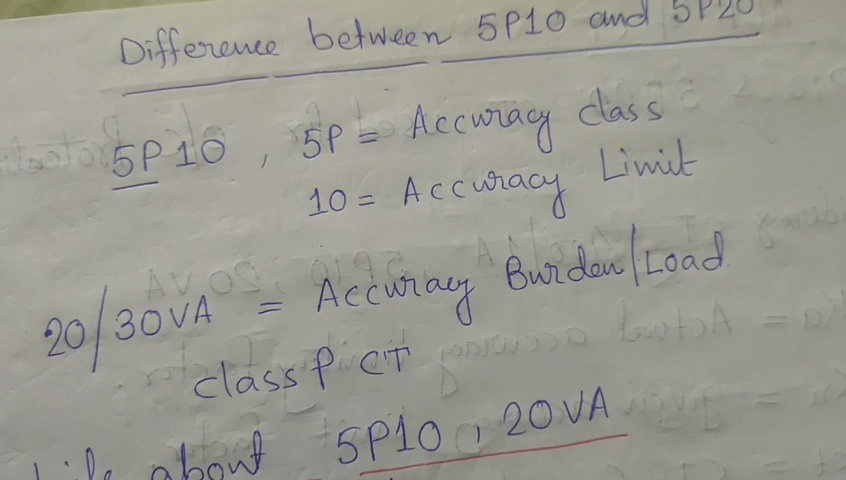 Difference between 5P10 and 5P20
5P10 , 5P = Accuracy class
10 = Accuracy Limit
20/30VA = Accuracy Burden/Load
class P CT
about 5P10 , 20VA